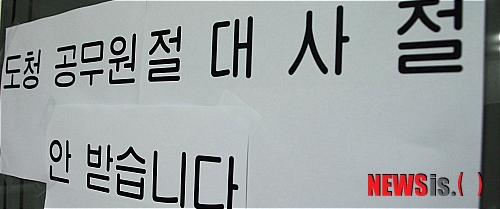 도청 공무원 절 대 사 절
안 받습니다
NEWSis.( )